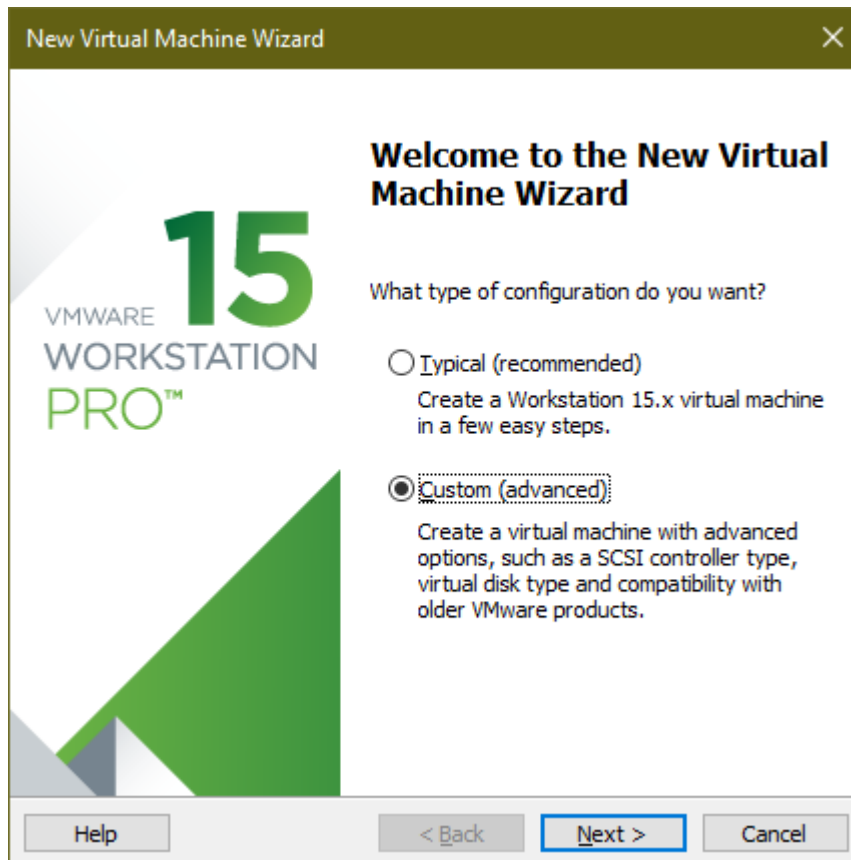 New Virtual Machine Wizard
Welcome to the New Virtual
Machine Wizard
15
VMWARE
WORKSTATION
PRO™
What type of configuration do you want?
Typical (recommended)
Create a Workstation 15.x virtual machine
in a few easy steps.
Custom (advanced)
Create a virtual machine with advanced
options, such as a SCSI controller type,
virtual disk type and compatibility with
older VMware products.
Help
< Back
Next >
Cancel